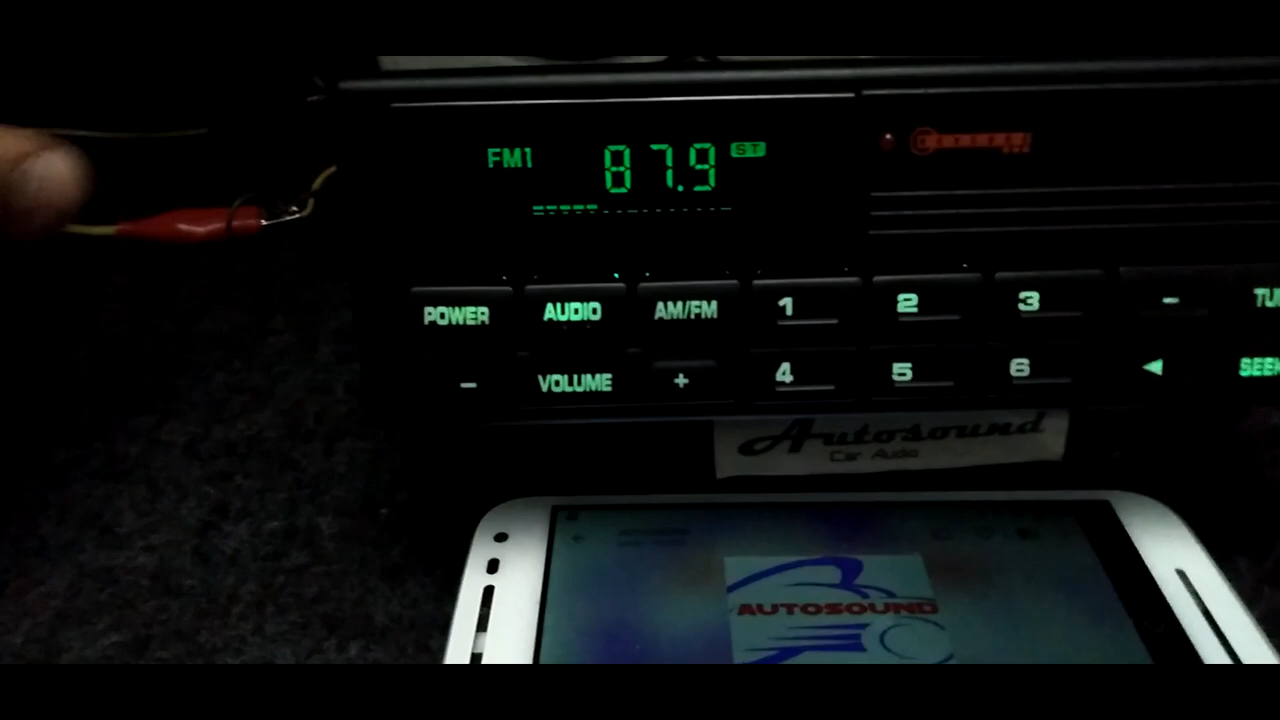 FM1 87.9 ST
POWER AUDIO AM/FM 1 2 3 -
- VOLUME + 4 5 6 ◄ SEEK
Autosound
Car Audio
AUTOSOUND